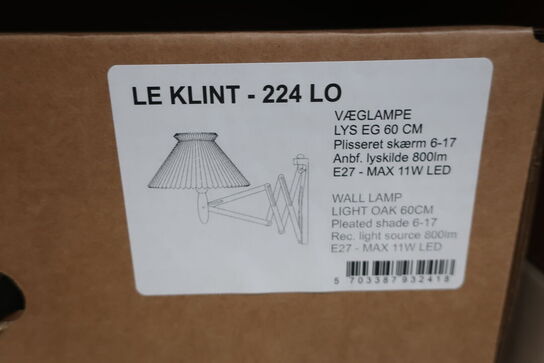 LE KLINT - 224 LO
VÆGLAMPE
LYS EG 60 CM
Plisseret skærm 6-17
Anbf. lyskilde 800lm
E27 - MAX 11W LED
WALL LAMP
LIGHT OAK 60CM
Pleated shade 6-17
Rec. light source 800lm
E27 - MAX 11W LED
5 703387 932418